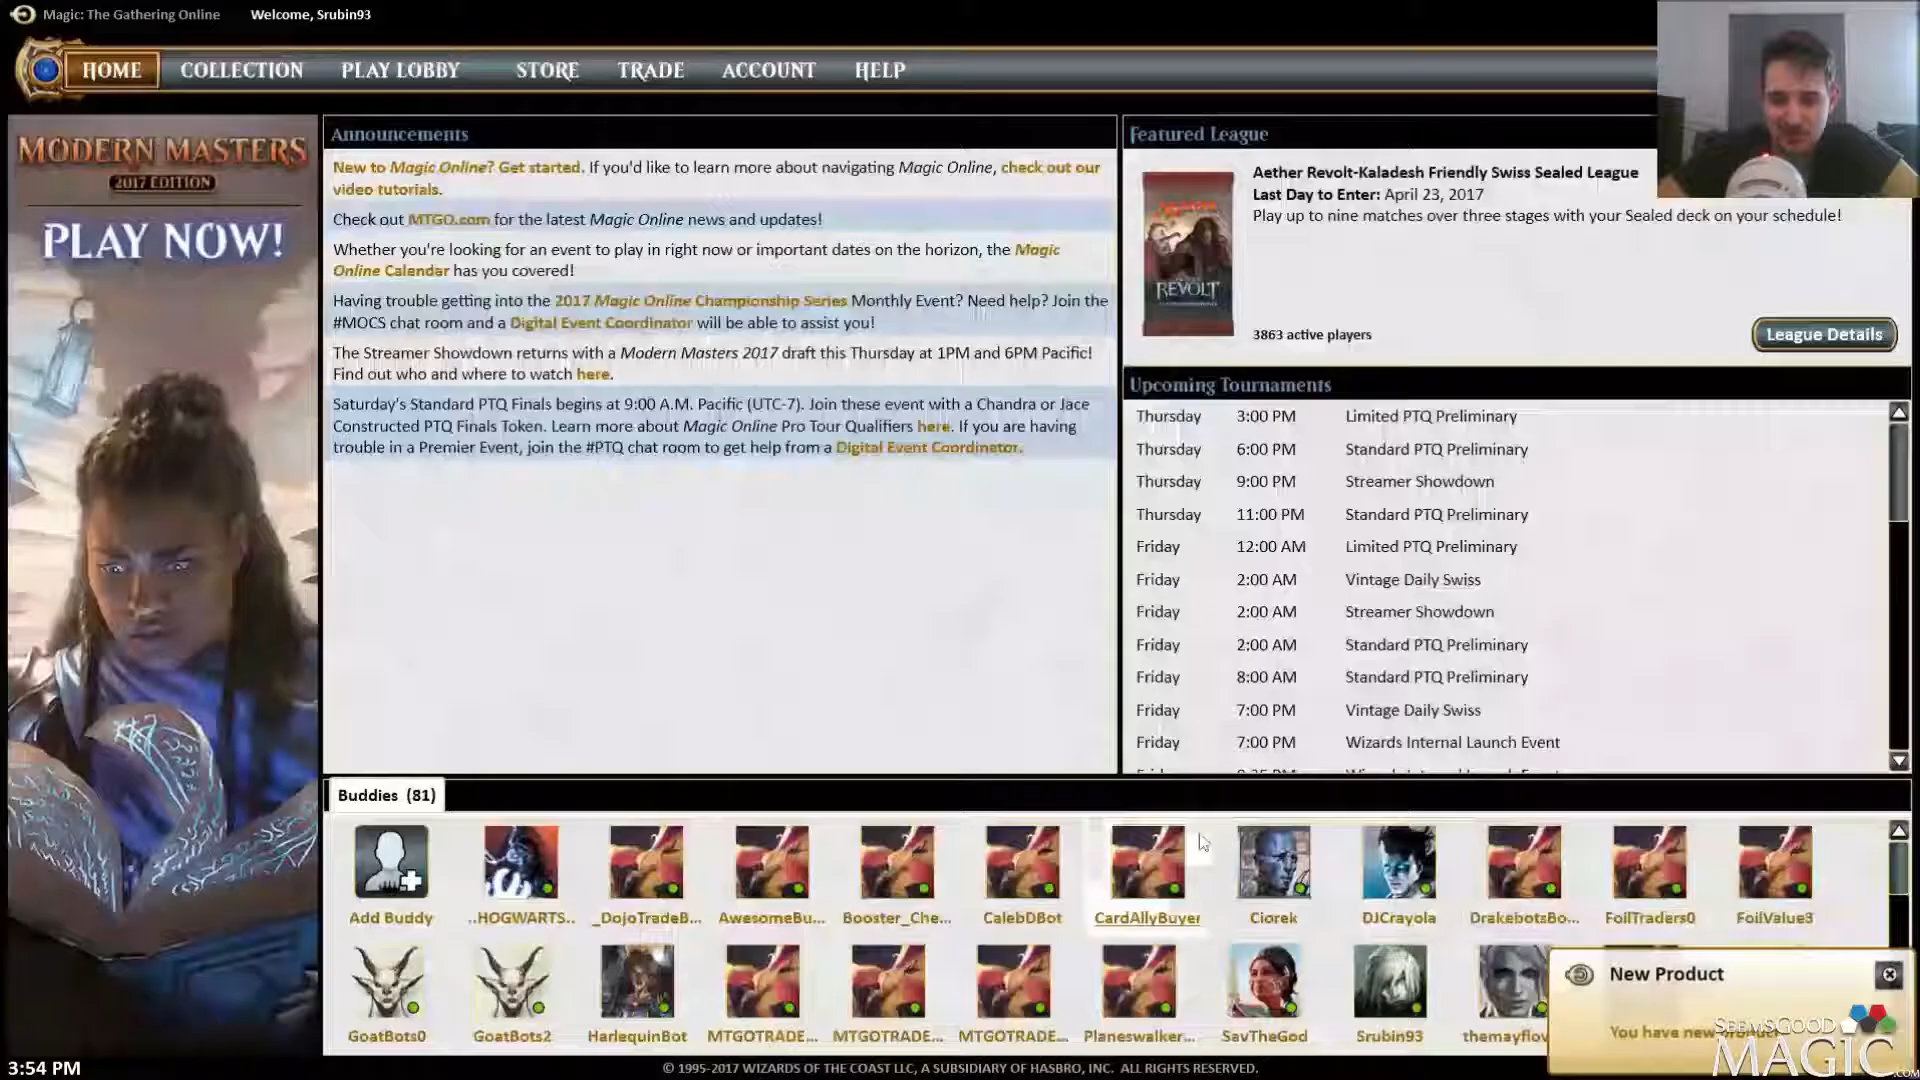 Magic: The Gathering Online
Welcome, Srubin93
HOME
COLLECTION
PLAY LOBBY
STORE
TRADE
ACCOUNT
HELP
MODERN MASTERS
2017 EDITION
PLAY NOW!
Announcements
New to Magic Online? Get started. If you'd like to learn more about navigating Magic Online, check out our
video tutorials.
Check out MTGO.com for the latest Magic Online news and updates!
Whether you're looking for an event to play in right now or important dates on the horizon, the Magic
Online Calendar has you covered!
Having trouble getting into the 2017 Magic Online Championship Series Monthly Event? Need help? Join the
#MOCS chat room and a Digital Event Coordinator will be able to assist you!
The Streamer Showdown returns with a Modern Masters 2017 draft this Thursday at 1PM and 6PM Pacific!
Find out who and where to watch here.
Saturday's Standard PTQ Finals begins at 9:00 A.M. Pacific (UTC-7). Join these event with a Chandra or Jace
Constructed PTQ Finals Token. Learn more about Magic Online Pro Tour Qualifiers here. If you are having
trouble in a Premier Event, join the #PTQ chat room to get help from a Digital Event Coordinator.
Featured League
REVOLT
Aether Revolt-Kaladesh Friendly Swiss Sealed League
Last Day to Enter: April 23, 2017
Play up to nine matches over three stages with your Sealed deck on your schedule!
3863 active players
League Details
Upcoming Tournaments
Thursday 3:00 PM Limited PTQ Preliminary
Thursday 6:00 PM Standard PTQ Preliminary
Thursday 9:00 PM Streamer Showdown
Thursday 11:00 PM Standard PTQ Preliminary
Friday 12:00 AM Limited PTQ Preliminary
Friday 2:00 AM Vintage Daily Swiss
Friday 2:00 AM Streamer Showdown
Friday 2:00 AM Standard PTQ Preliminary
Friday 8:00 AM Standard PTQ Preliminary
Friday 7:00 PM Vintage Daily Swiss
Friday 7:00 PM Wizards Internal Launch Event
Buddies (81)
Add Buddy
..HOGWARTS..
_DojoTradeB...
AwesomeBu...
Booster_Che...
CalebDBot
CardAllyBuyer
Ciorek
DJCrayola
DrakebotsBo...
FoilTraders0
FoilValue3
GoatBots0
GoatBots2
HarlequinBot
MTGOTRADE...
MTGOTRADE...
MTGOTRADE...
Planeswalker...
SavTheGod
Srubin93
themayflov
New Product
You have new
SEEMSGOOD
MAGIC.COM
3:54 PM
© 1995-2017 WIZARDS OF THE COAST LLC, A SUBSIDIARY OF HASBRO, INC. ALL RIGHTS RESERVED.